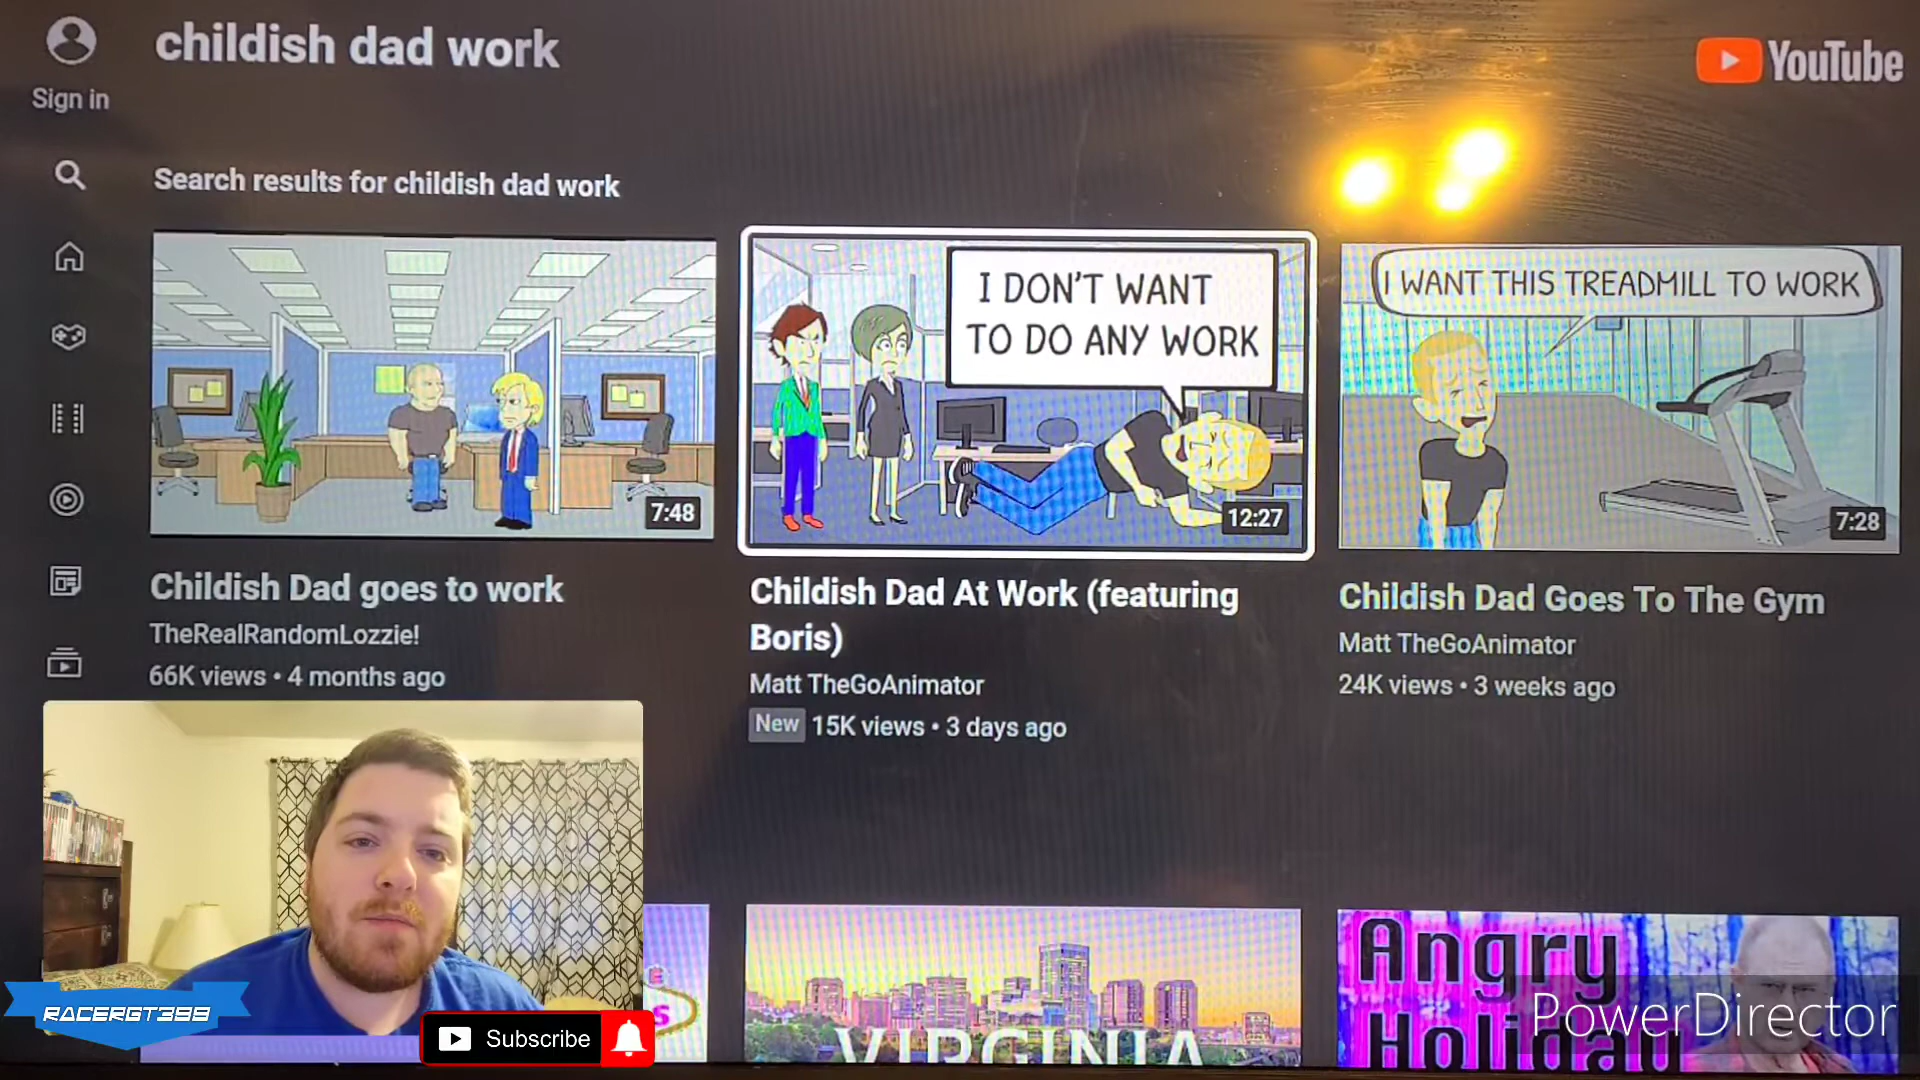 childish dad work
YouTube
Sign in
Search results for childish dad work
I DON'T WANT
TO DO ANY WORK
I WANT THIS TREADMILL TO WORK
7:48
12:27
7:28
Childish Dad goes to work
TheRealRandomLozzie!
66K views • 4 months ago
Childish Dad At Work (featuring
Boris)
Matt TheGoAnimator
New 15K views • 3 days ago
Childish Dad Goes To The Gym
Matt TheGoAnimator
24K views • 3 weeks ago
RACERGT399
Subscribe
VIRGINIA
Angry
Holiday
PowerDirector